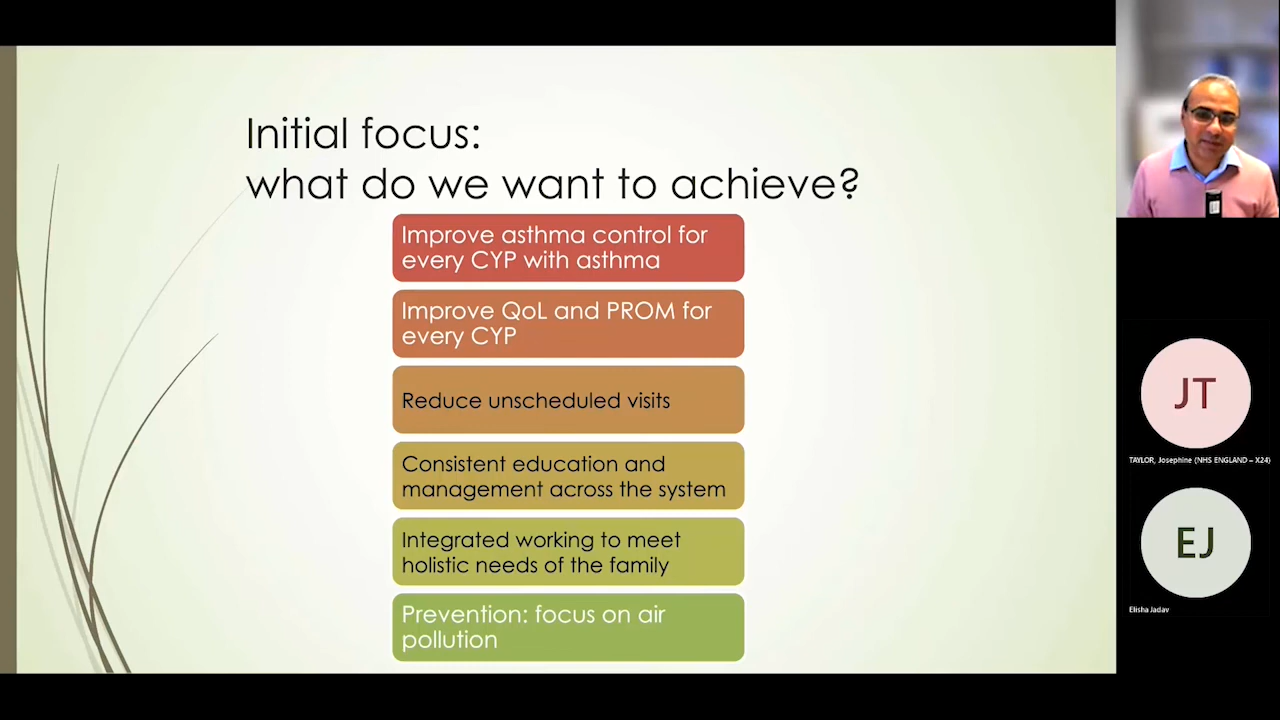 Initial focus:
what do we want to achieve?
Improve asthma control for
every CYP with asthma
Improve QoL and PROM for
every CYP
Reduce unscheduled visits
Consistent education and
management across the system
Integrated working to meet
holistic needs of the family
Prevention: focus on air
pollution
JT
TAYLOR, Josephine (NHS ENGLAND – X24)
EJ
Elisha Jadav